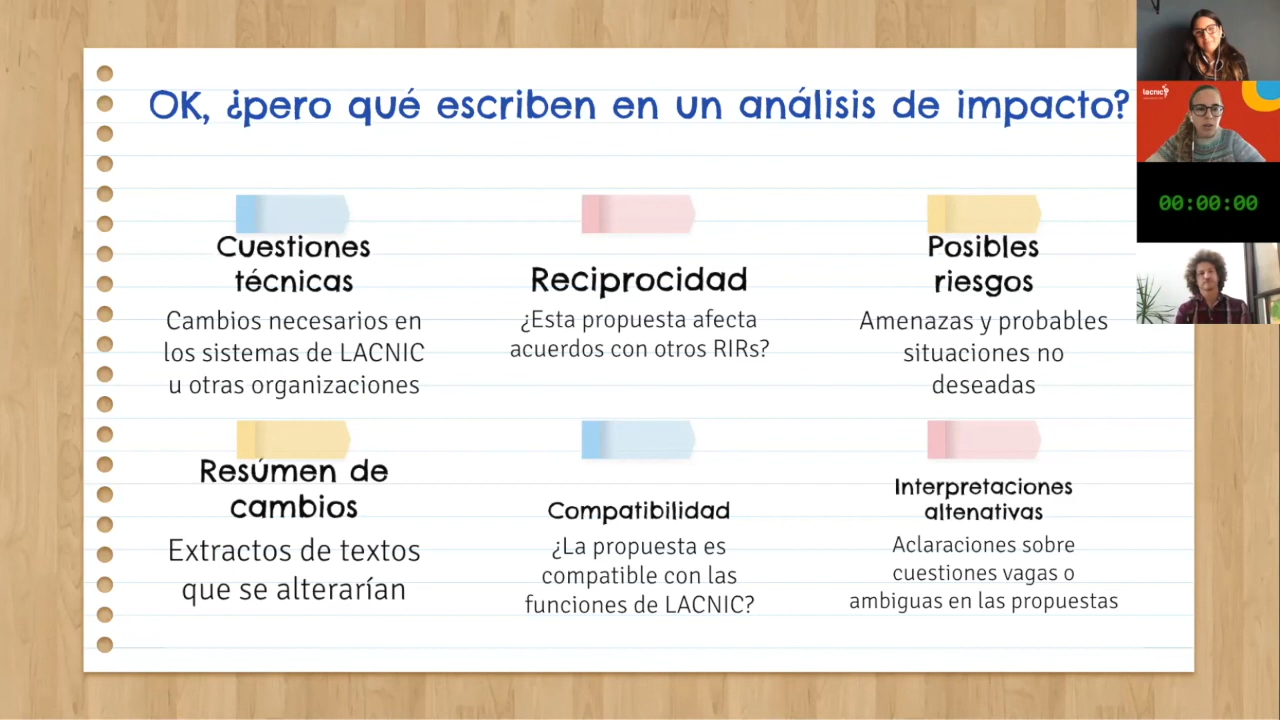 OK, ¿pero qué escriben en un análisis de impacto?
Cuestiones
técnicas
Cambios necesarios en
los sistemas de LACNIC
u otras organizaciones
Reciprocidad
¿Esta propuesta afecta
acuerdos con otros RIRs?
Posibles
riesgos
Amenazas y probables
situaciones no
deseadas
Resúmen de
cambios
Extractos de textos
que se alterarían
Compatibilidad
¿La propuesta es
compatible con las
funciones de LACNIC?
Interpretaciones
altenativas
Aclaraciones sobre
cuestiones vagas o
ambiguas en las propuestas
lacnic
00:00:00